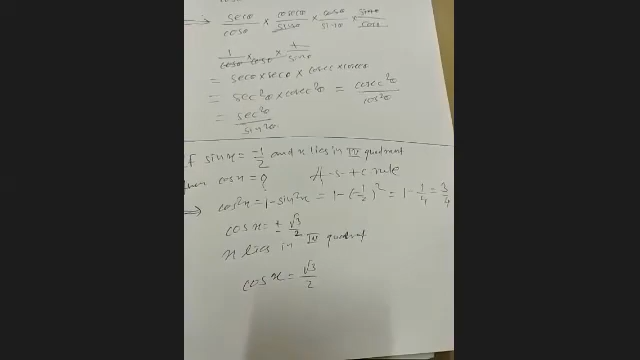 ⇒ secθ/cosθ × cosecθ/sinθ × cosθ/sinθ × sinθ/cosθ
1/cosθ × 1/cosθ × 1/sinθ
= secθ × secθ × cosecθ × cosecθ
= sec²θ × cosec²θ = cosec²θ/cos²θ
= sec²θ/sin²θ
If sinx = -1/2 and x lies in IV quadrant
then cosx = ? A-S-T-C rule
⇒ cos²x = 1 - sin²x = 1 - (-1/2)² = 1 - 1/4 = 3/4
cosx = ± √3/2
x lies in IV quadrant
cosx = √3/2